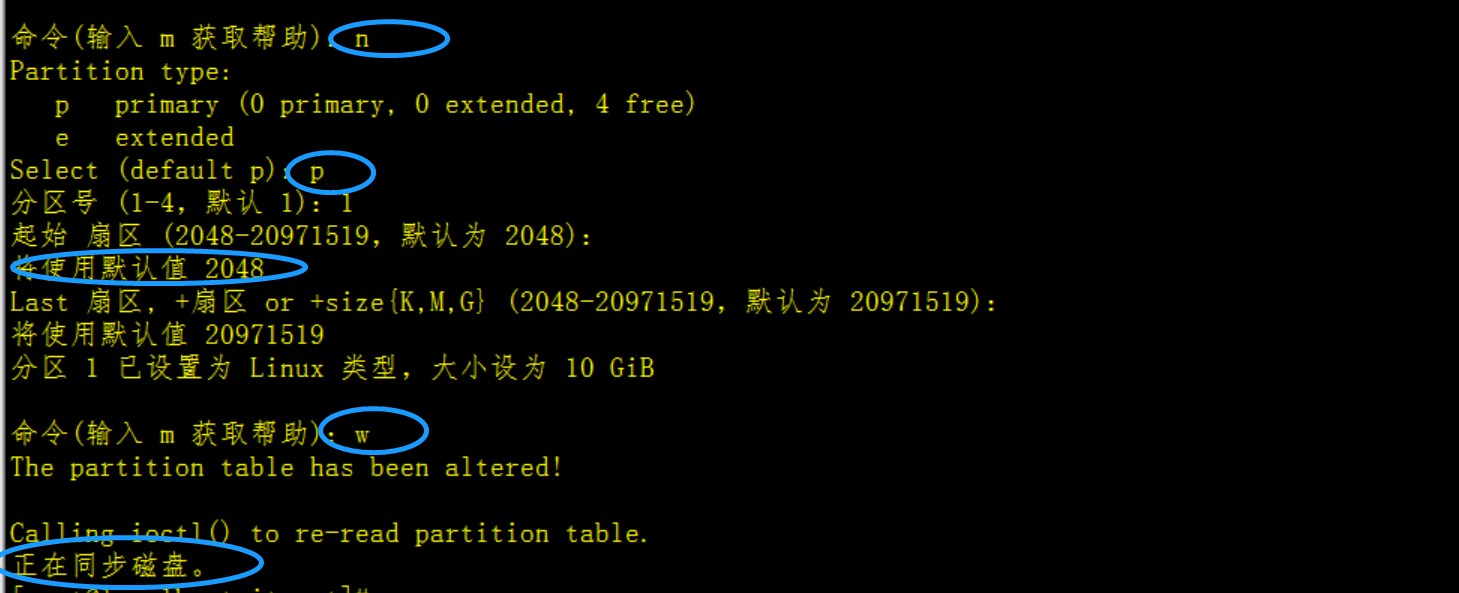 命令(输入 m 获取帮助): n
Partition type:
   p   primary (0 primary, 0 extended, 4 free)
   e   extended
Select (default p): p
分区号 (1-4，默认 1)：1
起始 扇区 (2048-20971519，默认为 2048)：
将使用默认值 2048
Last 扇区, +扇区 or +size{K,M,G} (2048-20971519，默认为 20971519)：
将使用默认值 20971519
分区 1 已设置为 Linux 类型，大小设为 10 GiB
命令(输入 m 获取帮助)：w
The partition table has been altered!
Calling ioctl() to re-read partition table.
正在同步磁盘。